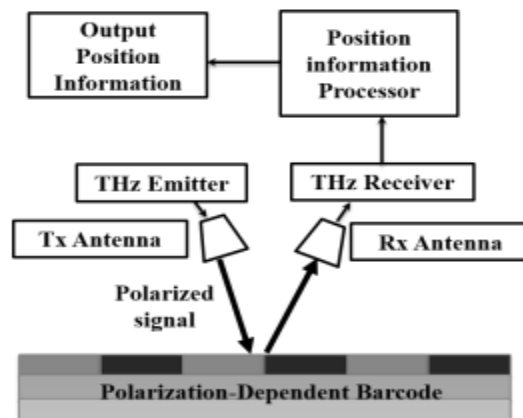 Output
Position
Information
Position
information
Processor
THz Emitter
THz Receiver
Tx Antenna
Rx Antenna
Polarized
signal
Polarization-Dependent Barcode